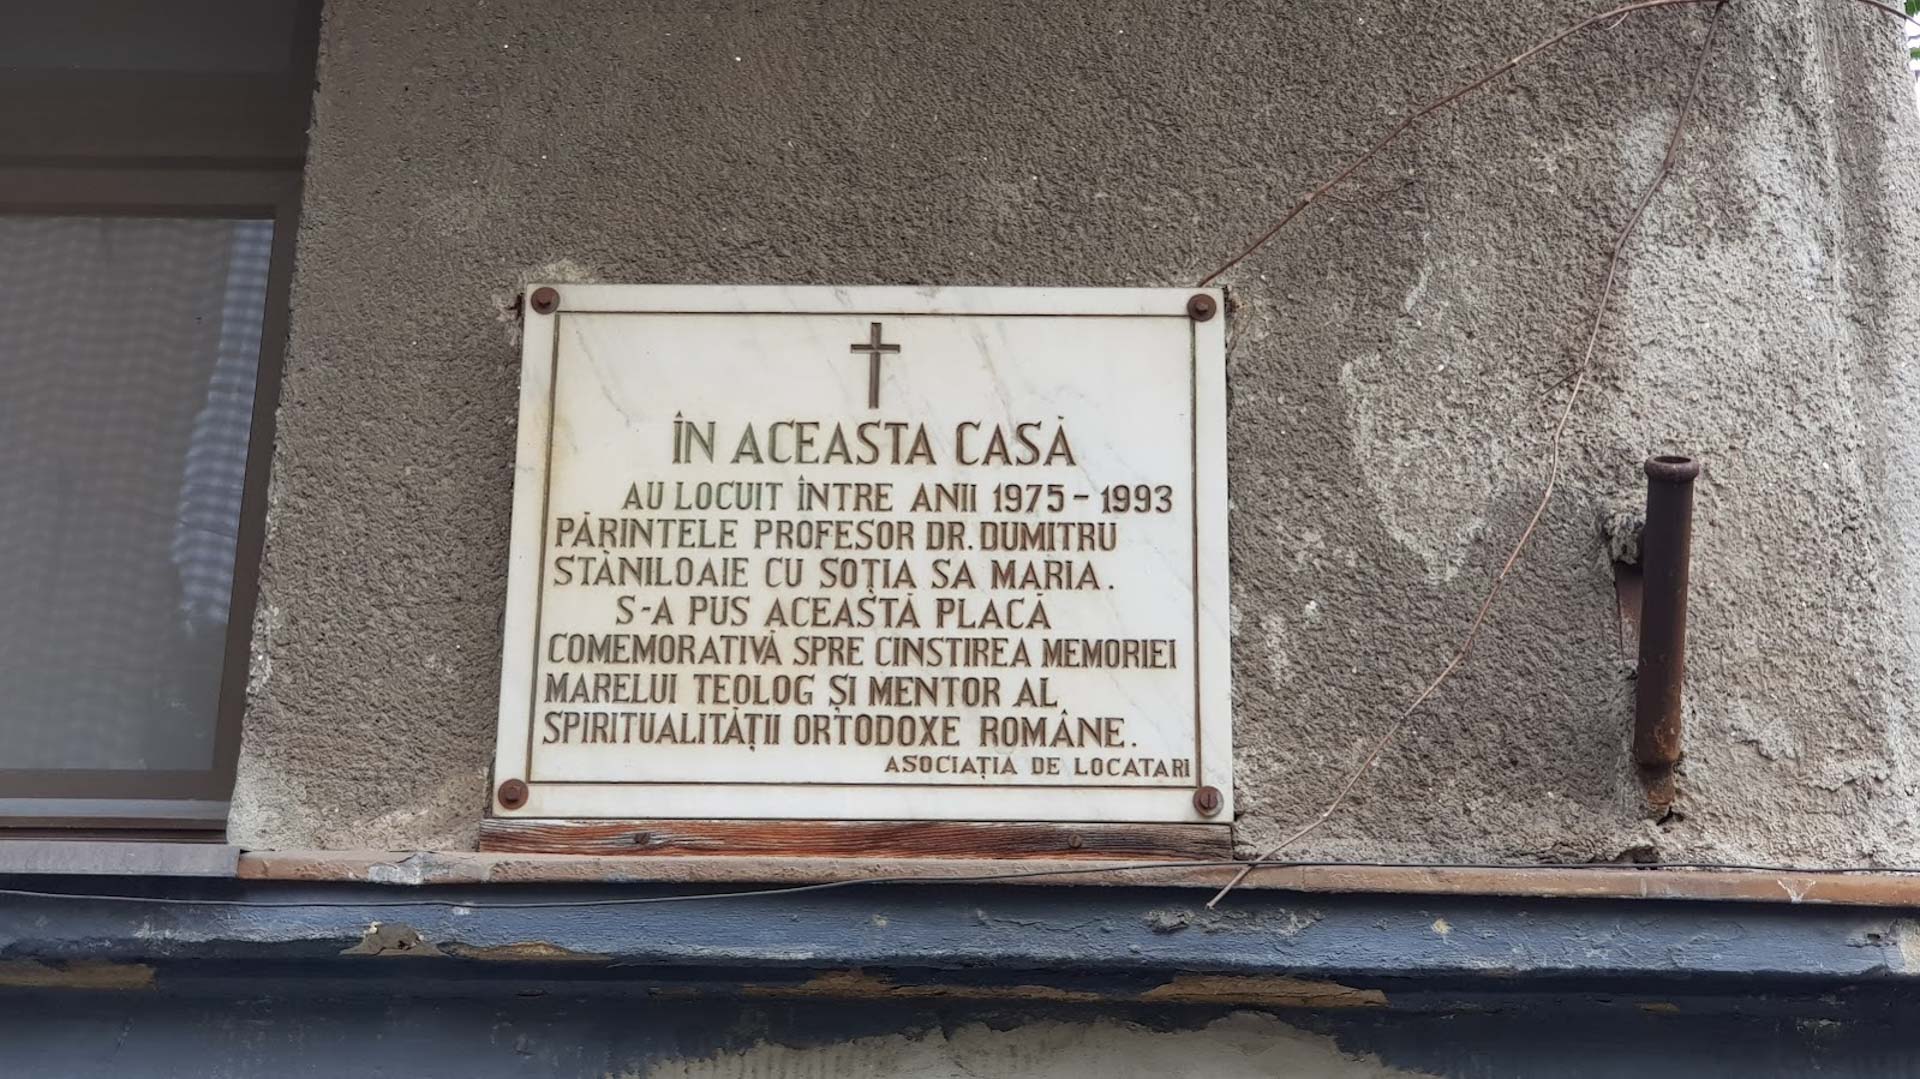 ÎN ACEASTA CASĂ
AU LOCUIT ÎNTRE ANII 1975 - 1993
PĂRINTELE PROFESOR DR. DUMITRU
STĂNILOAIE CU SOȚIA SA MARIA.
S-A PUS ACEASTĂ PLACĂ
COMEMORATIVĂ SPRE CINSTIREA MEMORIEI
MARELUI TEOLOG ȘI MENTOR AL
SPIRITUALITĂȚII ORTODOXE ROMÂNE.
ASOCIAȚIA DE LOCATARI